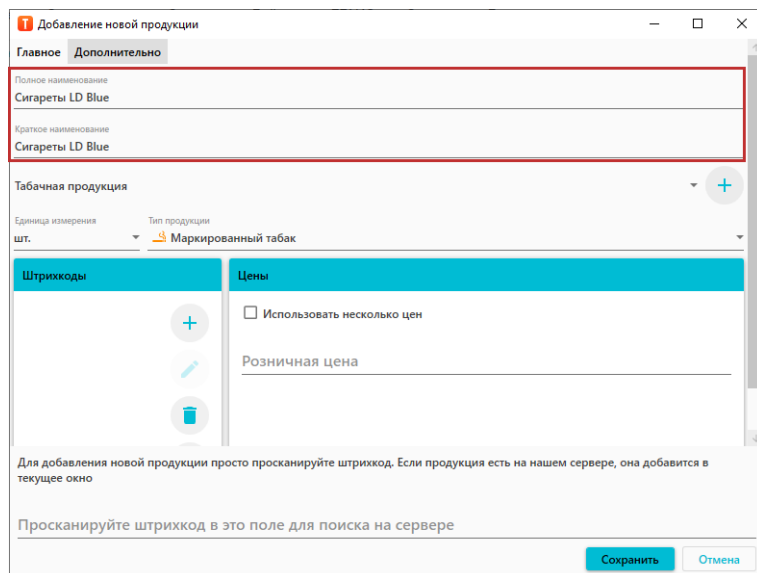 Добавление новой продукции
Главное Дополнительно
Полное наименование
Сигареты LD Blue
Краткое наименование
Сигареты LD Blue
Табачная продукция
Единица измерения Тип продукции
шт. Маркированный табак
Штрихкоды Цены
Использовать несколько цен
Розничная цена
Для добавления новой продукции просто просканируйте штрихкод. Если продукция есть на нашем сервере, она добавится в
текущее окно
Просканируйте штрихкод в это поле для поиска на сервере
Сохранить Отмена